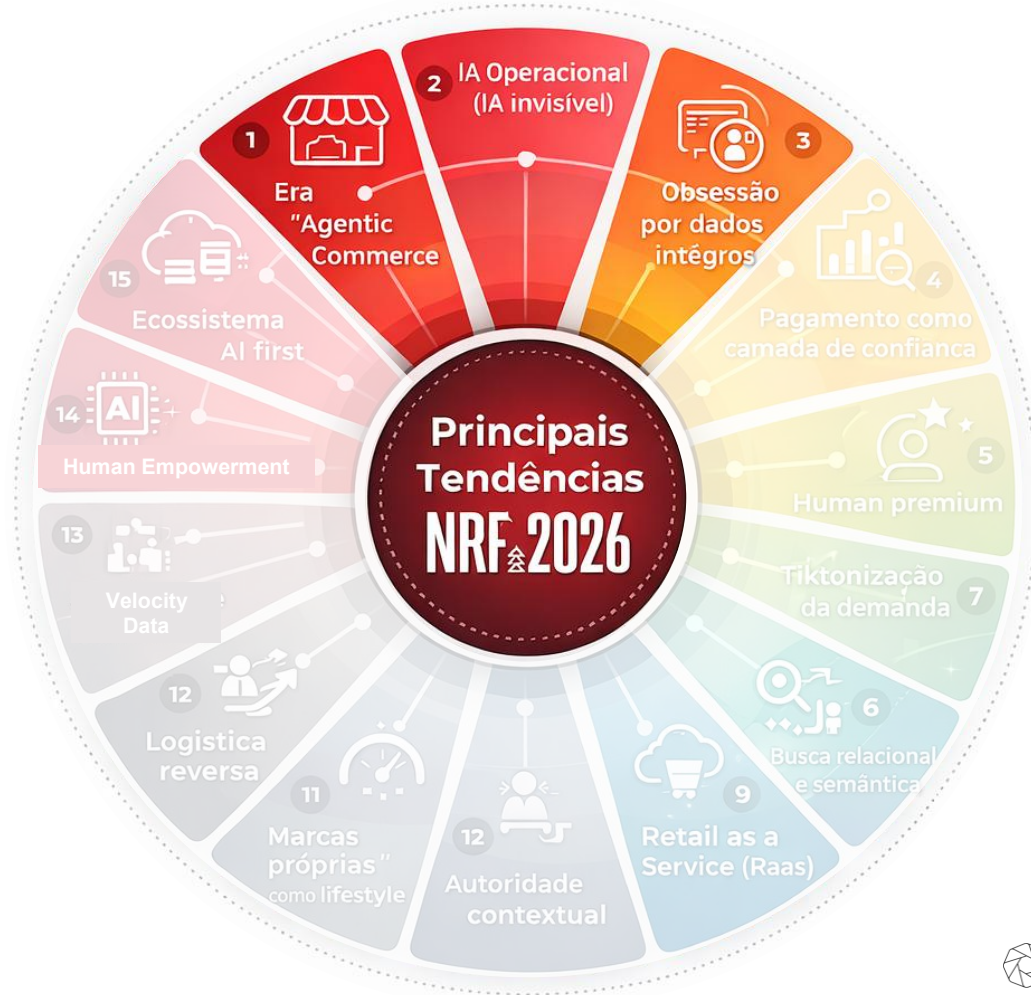 1
Era
"Agentic
Commerce
2
IA Operacional
(IA invisível)
3
Obsessão
por dados
intégros
4
Pagamento como
camada de confianca
5
Human premium
Tiktonização
da demanda
7
6
Busca relacional
e semântica
9
Retail as a
Service (Raas)
12
Autoridade
contextual
11
Marcas
próprias"
como lifestyle
12
Logistica
reversa
13
Velocity
Data
14
AI
Human Empowerment
15
Ecossistema
AI first
Principais
Tendências
NRF 2026